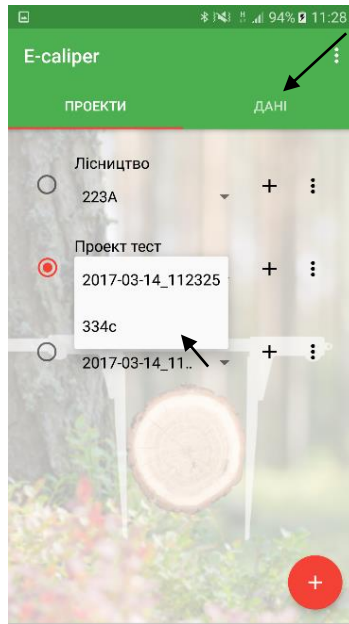 94% 11:28
E-caliper
ПРОЕКТИ ДАНІ
Лісництво
223А
Проект тест
2017-03-14_112325
334с
2017-03-14_11..